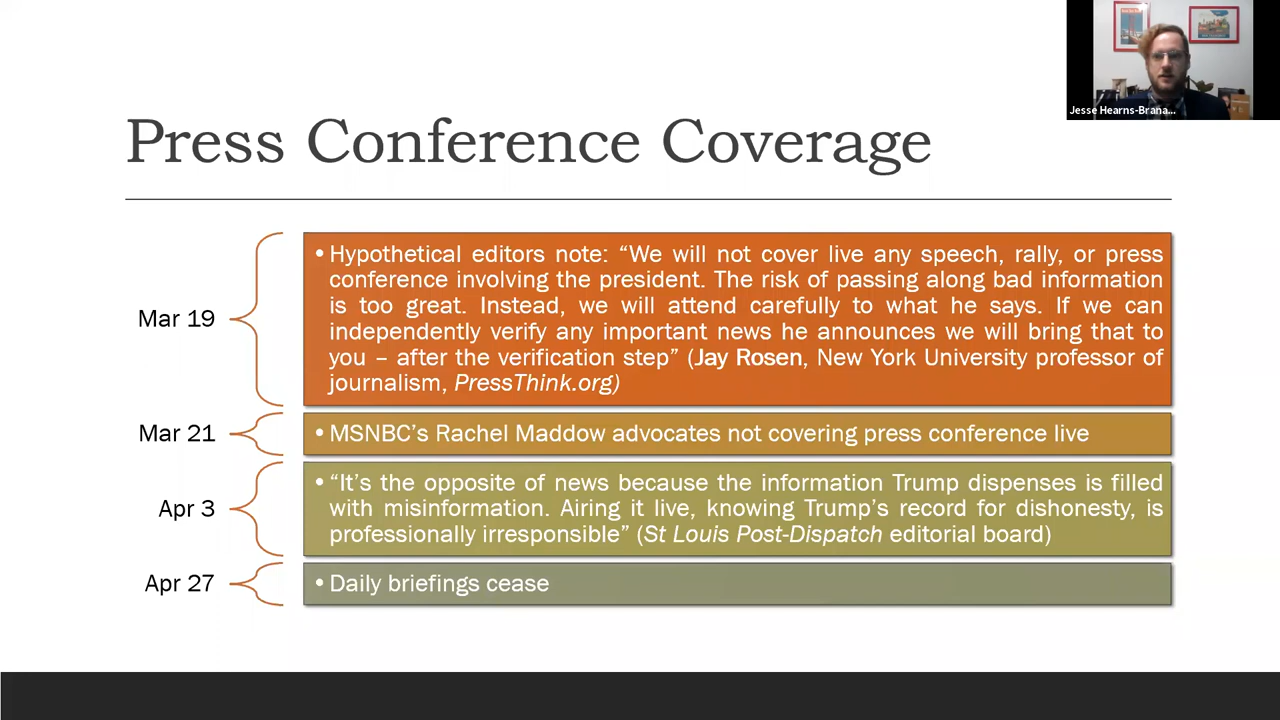 Jesse Hearns-Brana...
Press Conference Coverage
Mar 19
•Hypothetical editors note: “We will not cover live any speech, rally, or press
conference involving the president. The risk of passing along bad information
is too great. Instead, we will attend carefully to what he says. If we can
independently verify any important news he announces we will bring that to
you – after the verification step” (Jay Rosen, New York University professor of
journalism, PressThink.org)
Mar 21
•MSNBC’s Rachel Maddow advocates not covering press conference live
Apr 3
•“It’s the opposite of news because the information Trump dispenses is filled
with misinformation. Airing it live, knowing Trump’s record for dishonesty, is
professionally irresponsible” (St Louis Post-Dispatch editorial board)
Apr 27
•Daily briefings cease